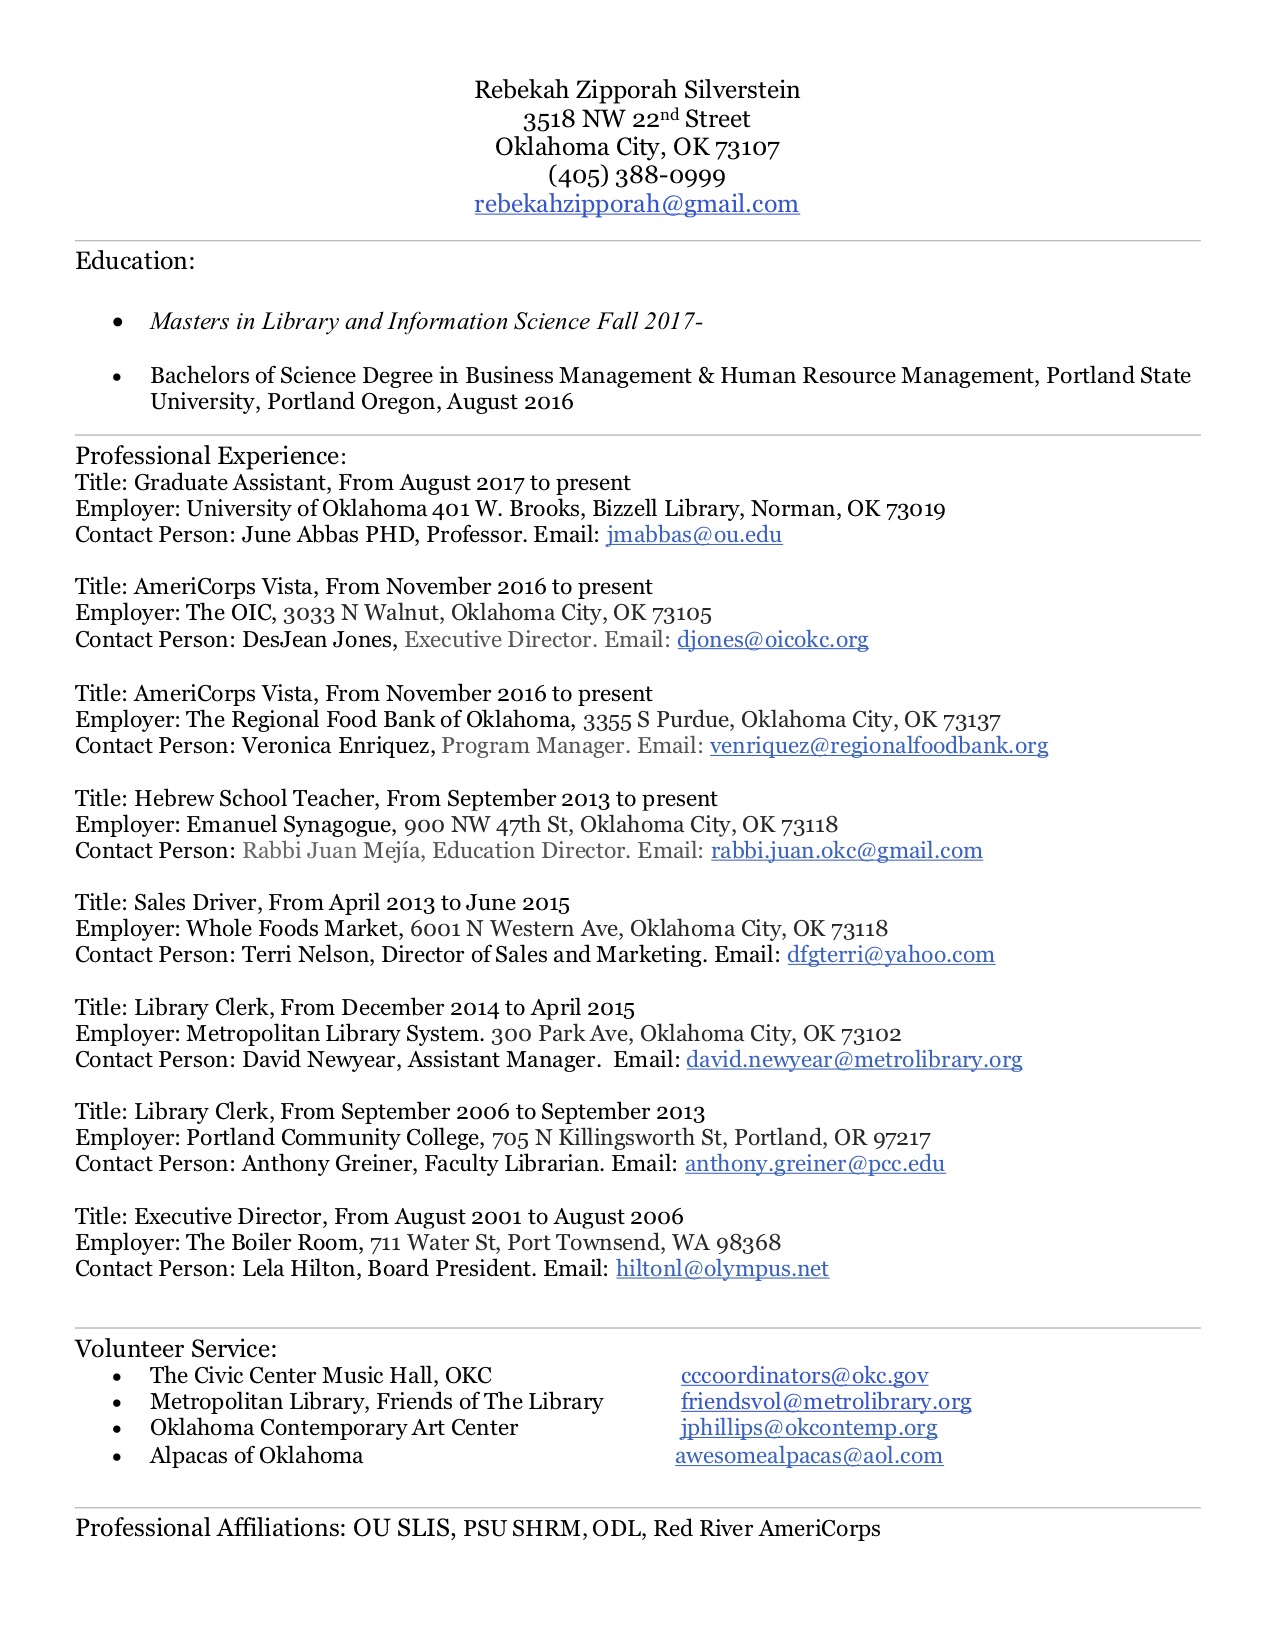 Rebekah Zipporah Silverstein
3518 NW 22nd Street
Oklahoma City, OK 73107
(405) 388-0999
rebekahzipporah@gmail.com
Education:
• Masters in Library and Information Science Fall 2017-
• Bachelors of Science Degree in Business Management & Human Resource Management, Portland State
University, Portland Oregon, August 2016
Professional Experience:
Title: Graduate Assistant, From August 2017 to present
Employer: University of Oklahoma 401 W. Brooks, Bizzell Library, Norman, OK 73019
Contact Person: June Abbas PHD, Professor. Email: jmabbas@ou.edu
Title: AmeriCorps Vista, From November 2016 to present
Employer: The OIC, 3033 N Walnut, Oklahoma City, OK 73105
Contact Person: DesJean Jones, Executive Director. Email: djones@oicokc.org
Title: AmeriCorps Vista, From November 2016 to present
Employer: The Regional Food Bank of Oklahoma, 3355 S Purdue, Oklahoma City, OK 73137
Contact Person: Veronica Enriquez, Program Manager. Email: venriquez@regionalfoodbank.org
Title: Hebrew School Teacher, From September 2013 to present
Employer: Emanuel Synagogue, 900 NW 47th St, Oklahoma City, OK 73118
Contact Person: Rabbi Juan Mejía, Education Director. Email: rabbi.juan.okc@gmail.com
Title: Sales Driver, From April 2013 to June 2015
Employer: Whole Foods Market, 6001 N Western Ave, Oklahoma City, OK 73118
Contact Person: Terri Nelson, Director of Sales and Marketing. Email: dfgterri@yahoo.com
Title: Library Clerk, From December 2014 to April 2015
Employer: Metropolitan Library System. 300 Park Ave, Oklahoma City, OK 73102
Contact Person: David Newyear, Assistant Manager.  Email: david.newyear@metrolibrary.org
Title: Library Clerk, From September 2006 to September 2013
Employer: Portland Community College, 705 N Killingsworth St, Portland, OR 97217
Contact Person: Anthony Greiner, Faculty Librarian. Email: anthony.greiner@pcc.edu
Title: Executive Director, From August 2001 to August 2006
Employer: The Boiler Room, 711 Water St, Port Townsend, WA 98368
Contact Person: Lela Hilton, Board President. Email: hiltonl@olympus.net
Volunteer Service:
• The Civic Center Music Hall, OKC cccoordinators@okc.gov
• Metropolitan Library, Friends of The Library friendsvol@metrolibrary.org
• Oklahoma Contemporary Art Center jphillips@okcontemp.org
• Alpacas of Oklahoma awesomealpacas@aol.com
Professional Affiliations: OU SLIS, PSU SHRM, ODL, Red River AmeriCorps